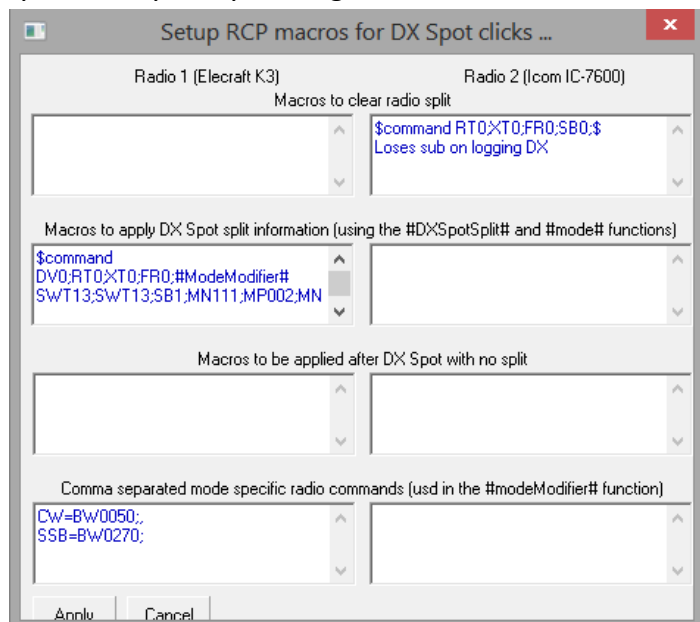 Setup RCP macros for DX Spot clicks ...
Radio 1 (Elecraft K3)
Radio 2 (Icom IC-7600)
Macros to clear radio split
$command RT0;XT0;FR0;SB0;$
Loses sub on logging DX
Macros to apply DX Spot split information (using the #DXSpotSplit# and #mode# functions)
$command
DV0;RT0;XT0;FR0;#ModeModifier#
SWT13;SWT13;SB1;MN111;MP002;MN
Macros to be applied after DX Spot with no split
Comma separated mode specific radio commands (usd in the #modeModifier# function)
CW=BW0050;,
SSB=BW0270;
Apply
Cancel